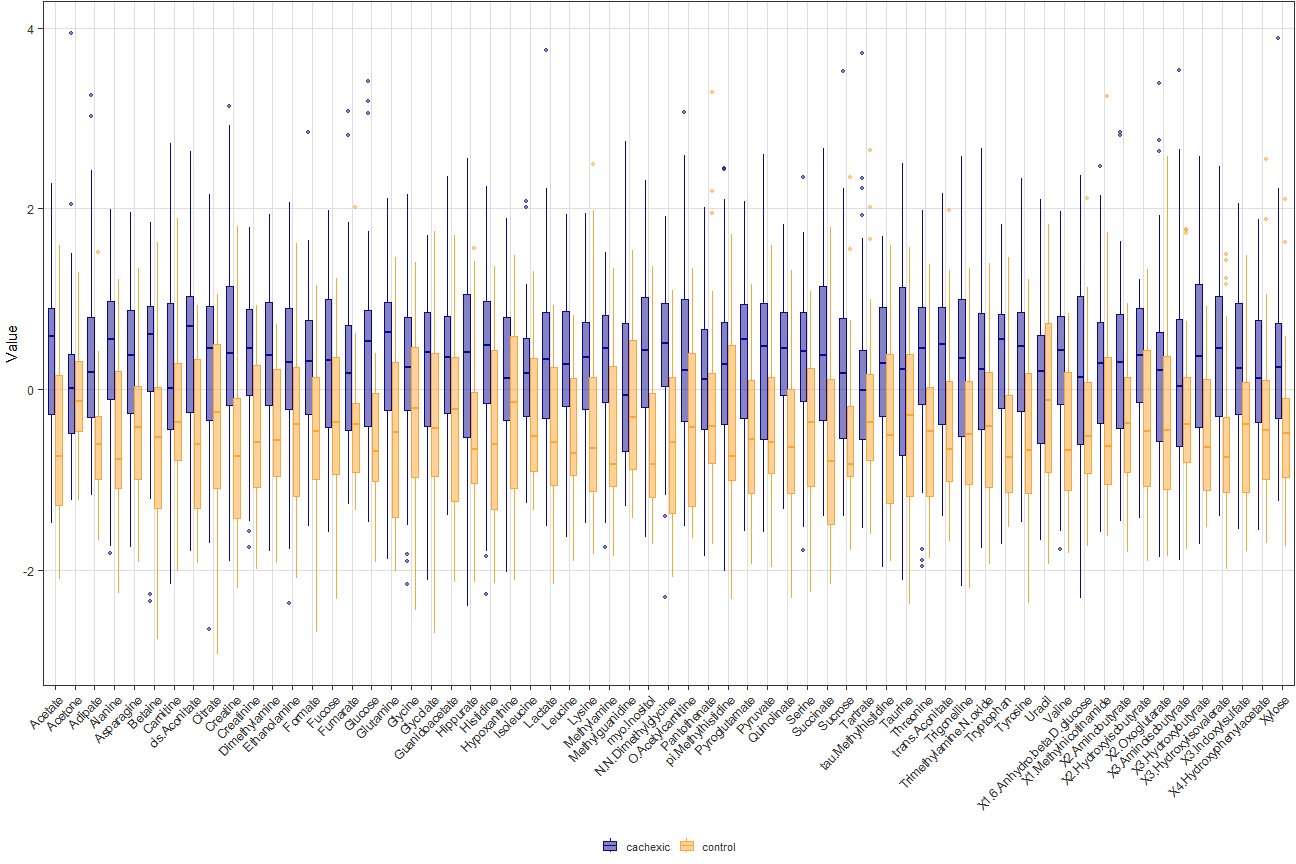 Value
4
2
0
-2
Acetate
Acetone
Adipate
Alanine
Asparagine
Betaine
Carnitine
cis.Aconitate
Citrate
Creatine
Creatinine
Dimethylamine
Ethanolamine
Formate
Fucose
Fumarate
Glucose
Glutamine
Glycine
Glycolate
Guanidoacetate
Hippurate
Histidine
Hypoxanthine
Isoleucine
Lactate
Leucine
Lysine
Methylamine
Methylguanidine
myo.Inositol
N.N.Dimethylglycine
O.Acetylcarnitine
Pantothenate
pi.Methylhistidine
Pyroglutamate
Pyruvate
Quinolinate
Serine
Succinate
Sucrose
Tartrate
tau.Methylhistidine
Taurine
Threonine
trans.Aconitate
Trigonelline
Trimethylamine.N.oxide
Tryptophan
Tyrosine
Uracil
Valine
X1.6.Anhydro.beta.D.glucose
X1.Methylnicotinamide
X2.Aminobutyrate
X2.Hydroxyisobutyrate
X2.Oxoglutarate
X3.Aminoisobutyrate
X3.Hydroxybutyrate
X3.Hydroxyisovalerate
X3.Indoxylsulfate
X4.Hydroxyphenylacetate
Xylose
cachexic
control